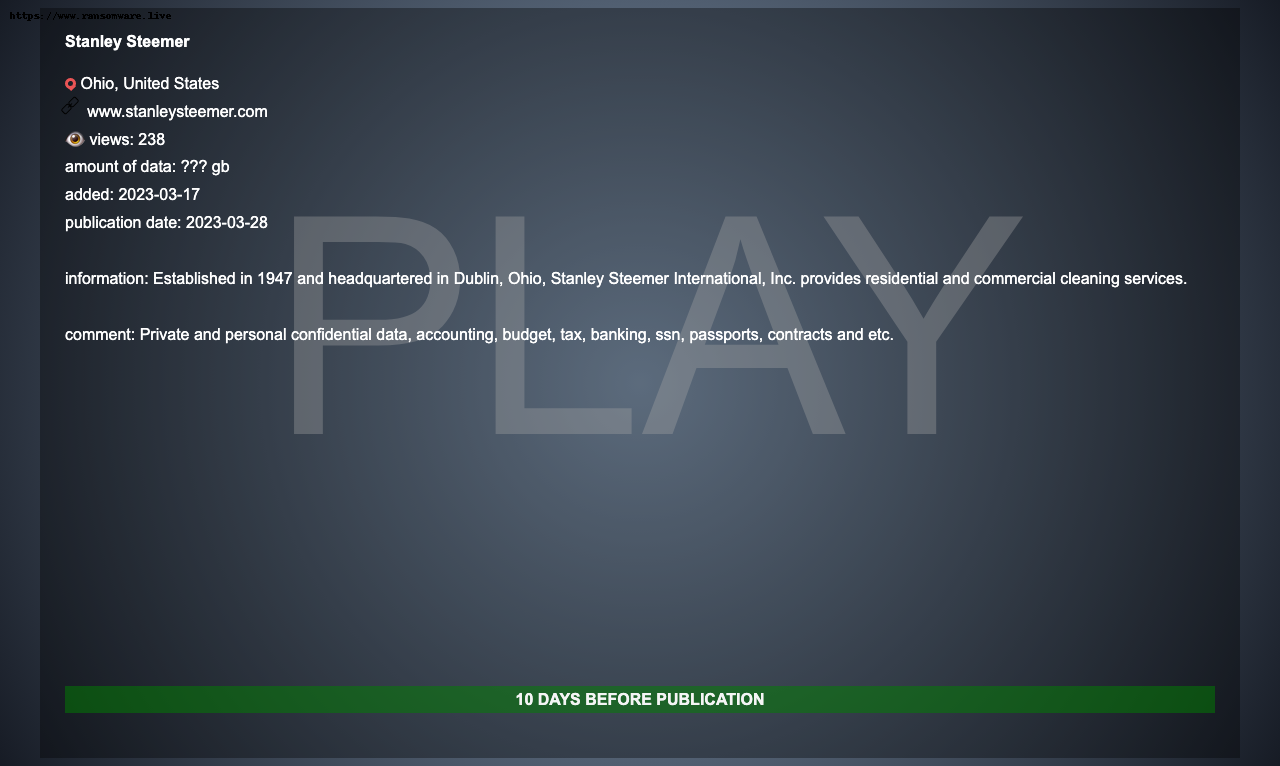 https://www.ransomware.live
Stanley Steemer
Ohio, United States
www.stanleysteemer.com
views: 238
amount of data: ??? gb
added: 2023-03-17
publication date: 2023-03-28
PLAY
information: Established in 1947 and headquartered in Dublin, Ohio, Stanley Steemer International, Inc. provides residential and commercial cleaning services.
comment: Private and personal confidential data, accounting, budget, tax, banking, ssn, passports, contracts and etc.
10 DAYS BEFORE PUBLICATION